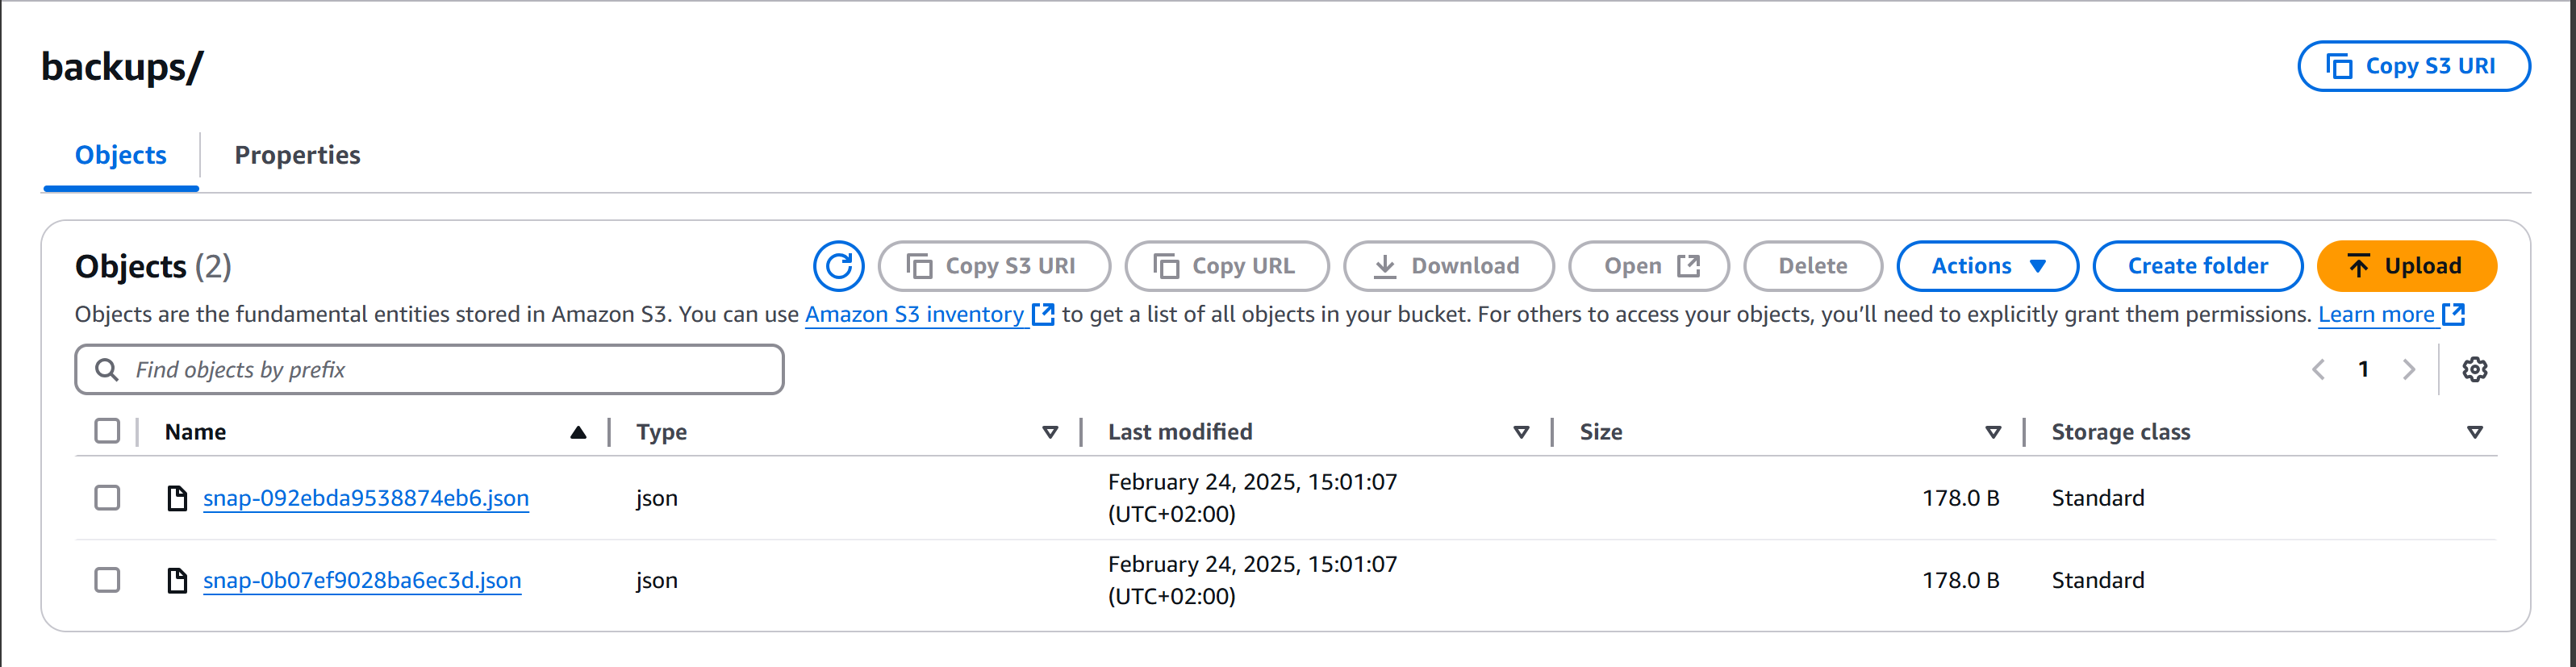 backups/
Copy S3 URI
Objects
Properties
Objects (2)
Copy S3 URI
Copy URL
Download
Open
Delete
Actions
Create folder
Upload
Objects are the fundamental entities stored in Amazon S3. You can use Amazon S3 inventory to get a list of all objects in your bucket. For others to access your objects, you’ll need to explicitly grant them permissions. Learn more
Find objects by prefix
1
Name Type Last modified Size Storage class
snap-092ebda9538874eb6.json json February 24, 2025, 15:01:07 (UTC+02:00) 178.0 B Standard
snap-0b07ef9028ba6ec3d.json json February 24, 2025, 15:01:07 (UTC+02:00) 178.0 B Standard